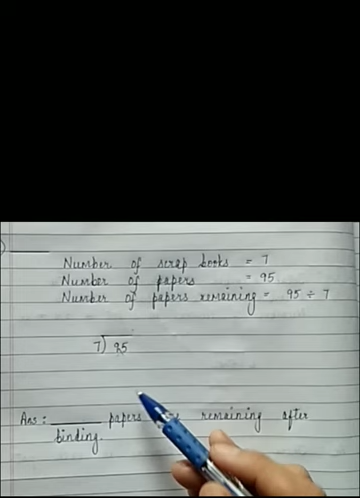 Number of scrap books = 7
Number of papers = 95
Number of papers remaining = 95 ÷ 7
7) 95
Ans: ______ papers remaining after
binding.